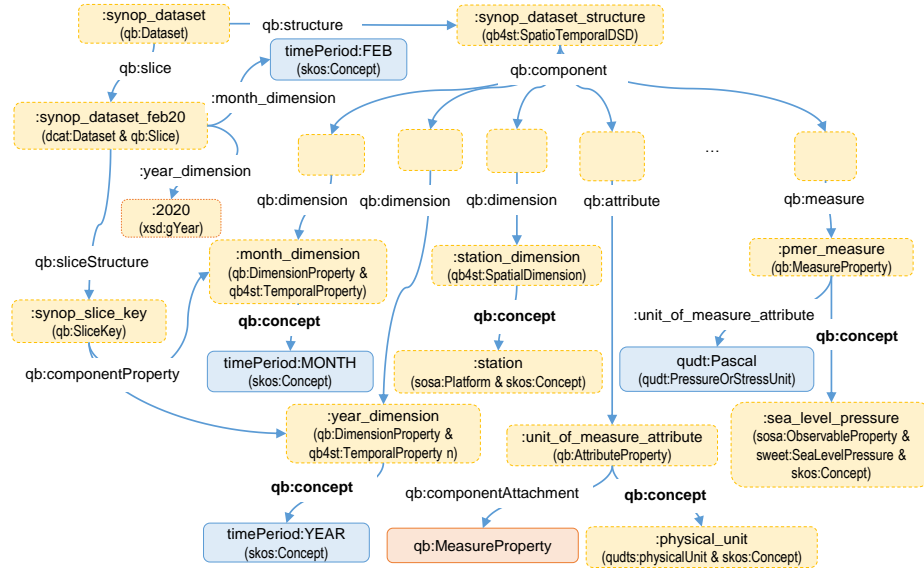 :synop_dataset
(qb:Dataset)
qb:structure
:synop_dataset_structure
(qb4st:SpatioTemporalDSD)
timePeriod:FEB
(skos:Concept)
qb:slice
qb:component
:month_dimension
:synop_dataset_feb20
(dcat:Dataset & qb:Slice)
...
:year_dimension
qb:dimension
qb:dimension
qb:dimension
qb:attribute
qb:measure
:2020
(xsd:gYear)
:month_dimension
(qb:DimensionProperty &
qb4st:TemporalProperty)
:station_dimension
(qb4st:SpatialDimension)
:pmer_measure
(qb:MeasureProperty)
qb:sliceStructure
:synop_slice_key
(qb:SliceKey)
qb:concept
qb:concept
:unit_of_measure_attribute
qb:concept
timePeriod:MONTH
(skos:Concept)
:station
(sosa:Platform & skos:Concept)
qudt:Pascal
(qudt:PressureOrStressUnit)
qb:componentProperty
:year_dimension
(qb:DimensionProperty &
qb4st:TemporalProperty n)
:unit_of_measure_attribute
(qb:AttributeProperty)
:sea_level_pressure
(sosa:ObservableProperty &
sweet:SeaLevelPressure &
skos:Concept)
qb:concept
qb:componentAttachment
qb:concept
timePeriod:YEAR
(skos:Concept)
qb:MeasureProperty
:physical_unit
(qudts:physicalUnit & skos:Concept)